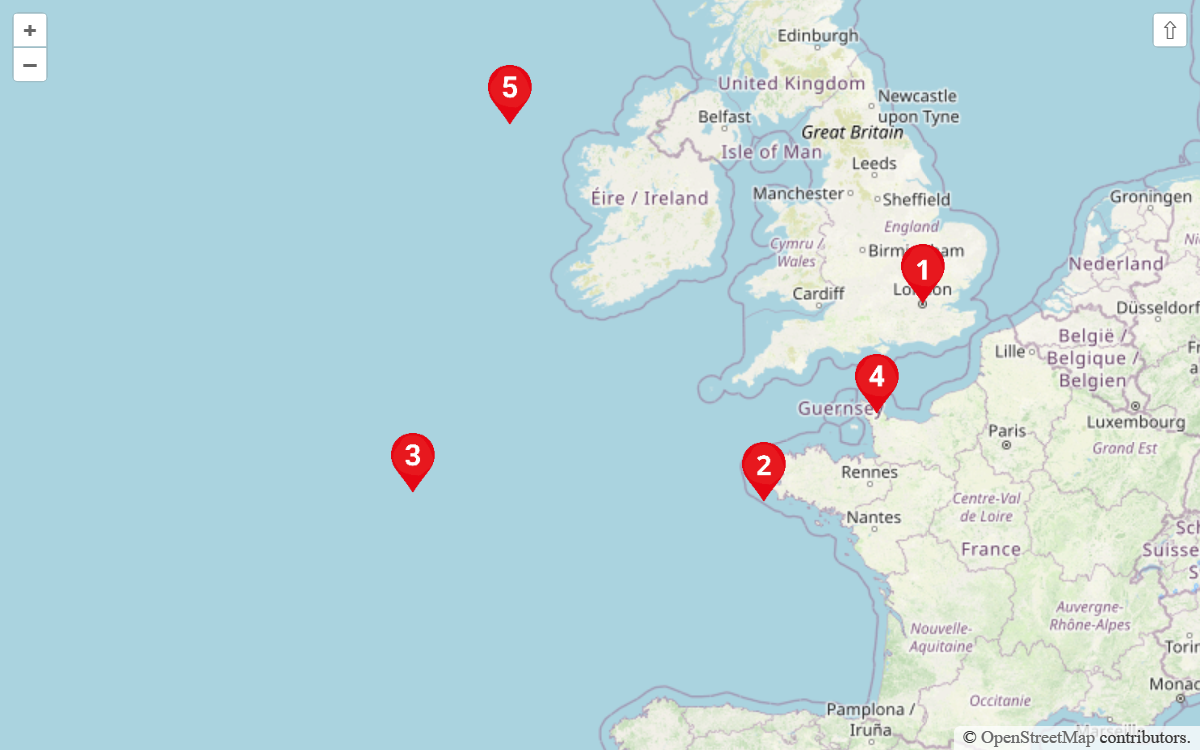 +
−
⇧
Edinburgh
5
United Kingdom
Newcastle
upon Tyne
Belfast
Great Britain
Isle of Man
Leeds
Manchester
Sheffield
Éire / Ireland
Groningen
England
Cymru /
Wales
Birmingham
Nederland
1
London
Cardiff
Düsseldorf
België /
Belgique /
Belgien
Lille
4
Guernsey
Luxembourg
Paris
Grand Est
3
2
Rennes
Centre-Val
de Loire
Nantes
France
Suisse
Auvergne-
Rhône-Alpes
Nouvelle-
Aquitaine
Torin
Monac
Occitanie
Pamplona /
Iruña
Marseille
© OpenStreetMap contributors.